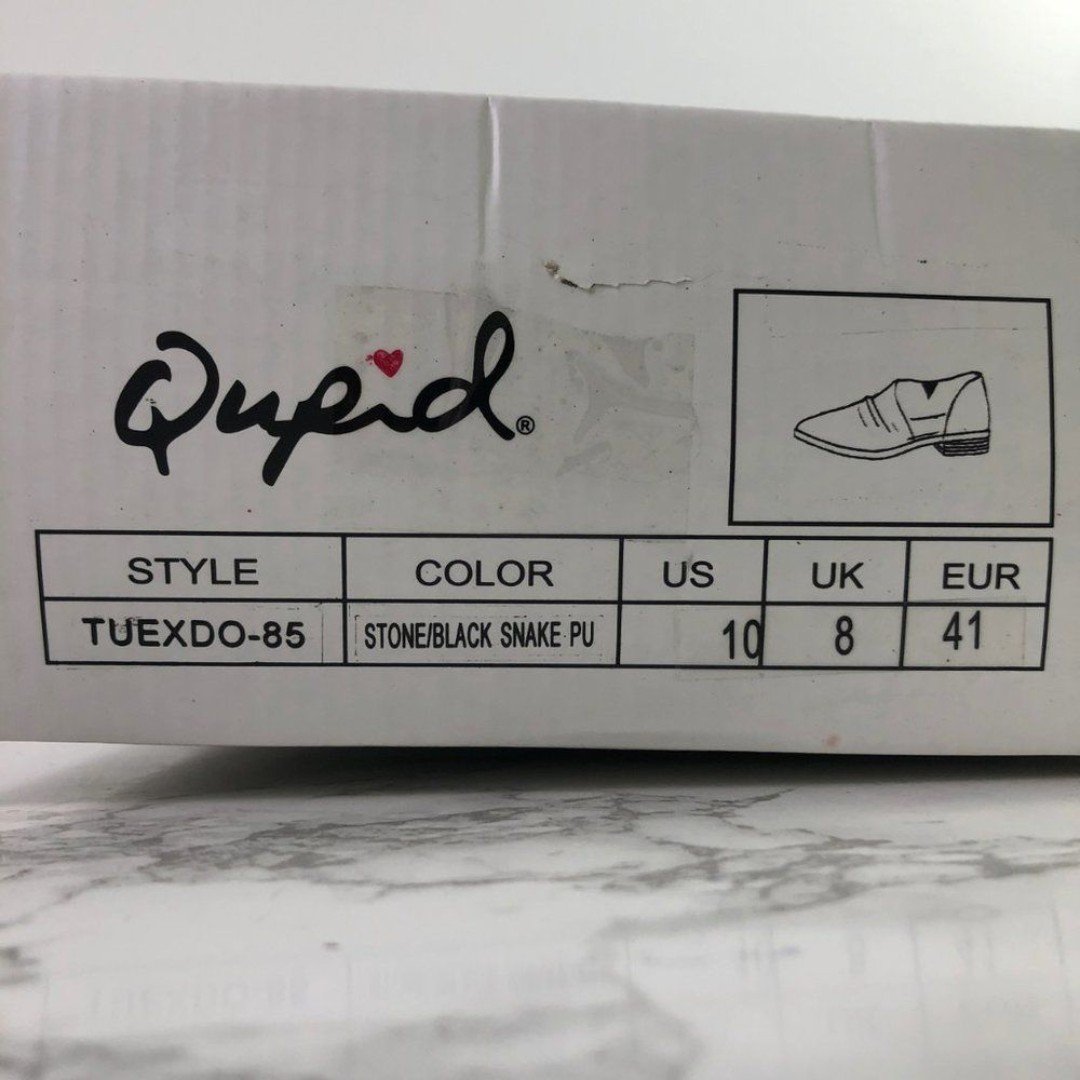 Qupid®
STYLE COLOR US UK EUR
TUEXDO-85 STONE/BLACK SNAKE PU 10 8 41